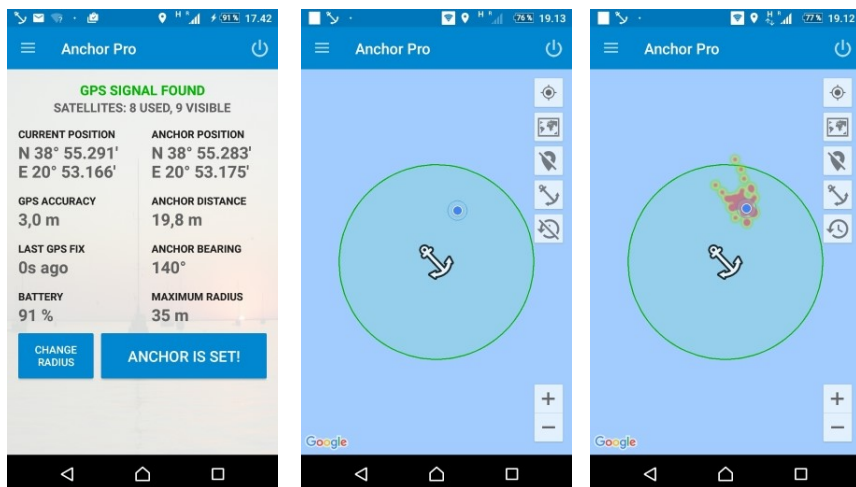 91 % 17.42
Anchor Pro
GPS SIGNAL FOUND
SATELLITES: 8 USED, 9 VISIBLE
CURRENT POSITION
N 38° 55.291'
E 20° 53.166'
ANCHOR POSITION
N 38° 55.283'
E 20° 53.175'
GPS ACCURACY
3,0 m
ANCHOR DISTANCE
19,8 m
LAST GPS FIX
0s ago
ANCHOR BEARING
140°
BATTERY
91 %
MAXIMUM RADIUS
35 m
CHANGE
RADIUS
ANCHOR IS SET!
76% 19.13
Anchor Pro
Google
77% 19.12
Anchor Pro
Google